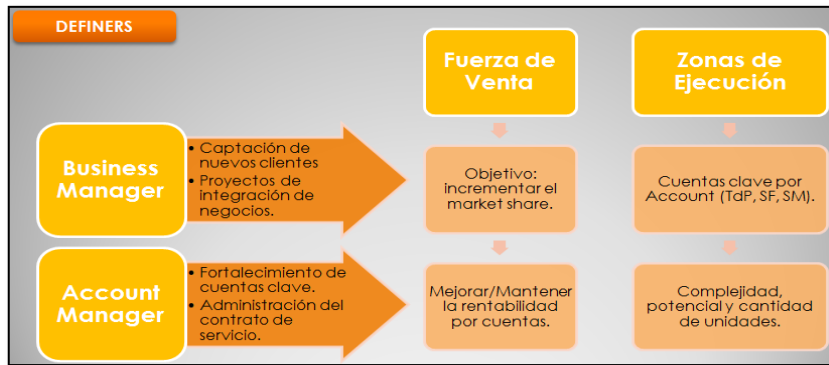 DEFINERS
Fuerza de
Venta
Zonas de
Ejecución
Business
Manager
• Captación de
nuevos clientes
• Proyectos de
integración de
negocios.
Objetivo:
incrementar el
market share.
Cuentas clave por
Account (TdP, SF, SM).
Account
Manager
• Fortalecimiento de
cuentas clave.
• Administración del
contrato de
servicio.
Mejorar/Mantener
la rentabilidad
por cuentas.
Complejidad,
potencial y cantidad
de unidades.